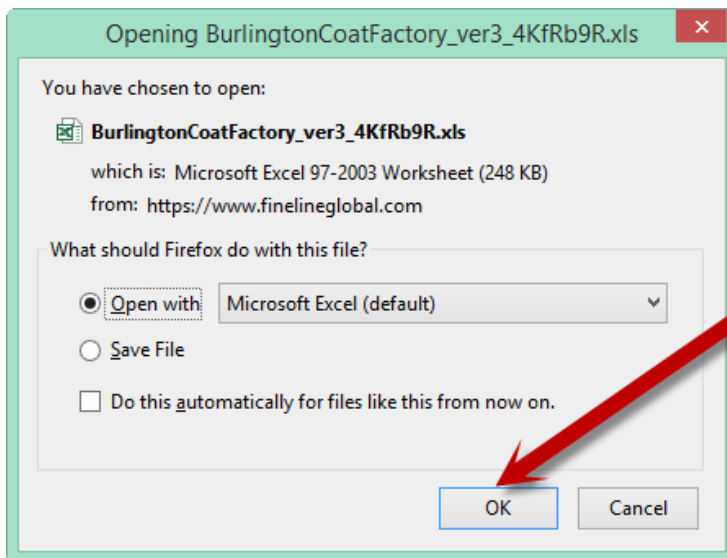 Opening BurlingtonCoatFactory_ver3_4KfRb9R.xls
You have chosen to open:
BurlingtonCoatFactory_ver3_4KfRb9R.xls
which is: Microsoft Excel 97-2003 Worksheet (248 KB)
from: https://www.finelineglobal.com
What should Firefox do with this file?
Open with Microsoft Excel (default)
Save File
Do this automatically for files like this from now on.
OK Cancel